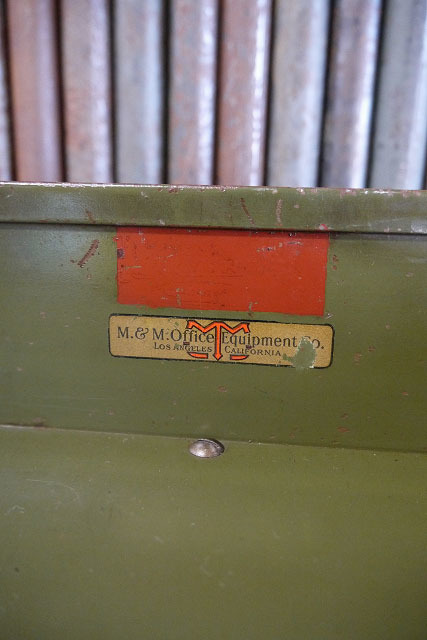 M. & M. Office Equipment Co.
LOS ANGELES CALIFORNIA